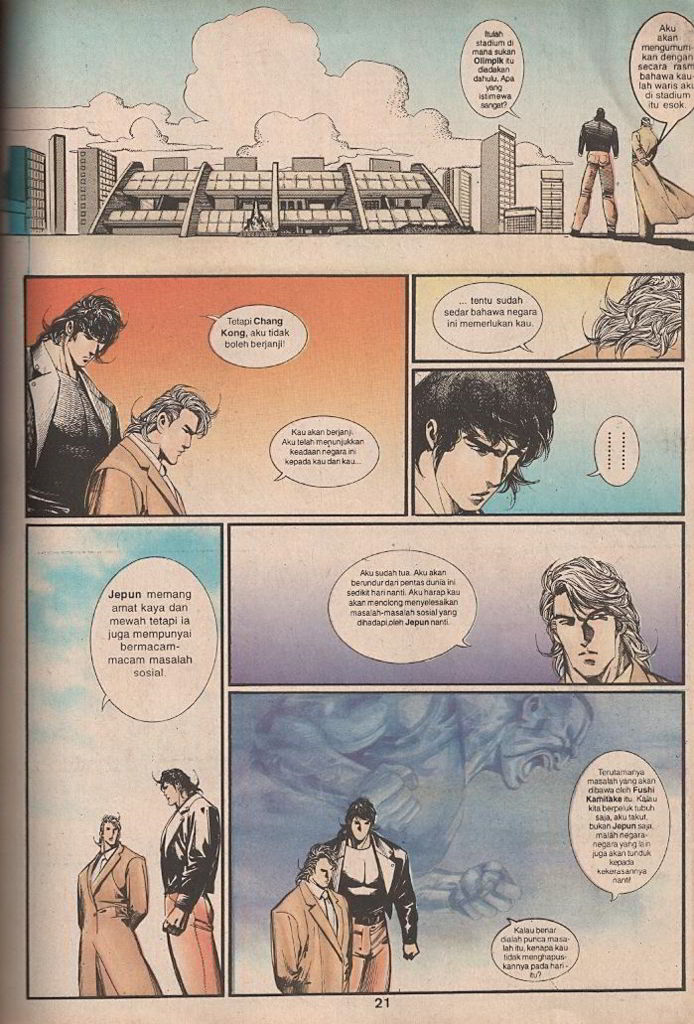 Itulah
stadium di
mana sukan
Olimpik itu
diadakan
dahulu. Apa
yang
istimewa
sangat?
Aku
akan
mengumum-
kan dengan
secara rasm
bahawa kau-
lah waris aku
di stadium
itu esok.
Tetapi Chang
Kong, aku tidak
boleh berjanji!
Kau akan berjanji.
Aku telah menunjukkan
keadaan negara ini
kepada kau dan kau...
... tentu sudah
sedar bahawa negara
ini memerlukan kau.
Jepun memang
amat kaya dan
mewah tetapi ia
juga mempunyai
bermacam-
macam masalah
sosial.
Aku sudah tua. Aku akan
berundur dari pentas dunia ini
sedikit hari nanti. Aku harap kau
akan menolong menyelesaikan
masalah-masalah sosial yang
dihadapi oleh Jepun nanti.
Terutamanya
masalah yang akan
dibawa oleh Fushi
Kamitake itu. Kalau
kita berpeluk tubuh
saja, aku takut,
bukan Jepun saja,
malah negara-
negara yang lain
juga akan tunduk
kepada
kekerasannya
nanti!
Kalau benar
dialah punca masa-
lah itu, kenapa kau
tidak menghapus-
kannya pada hari-
itu?
21